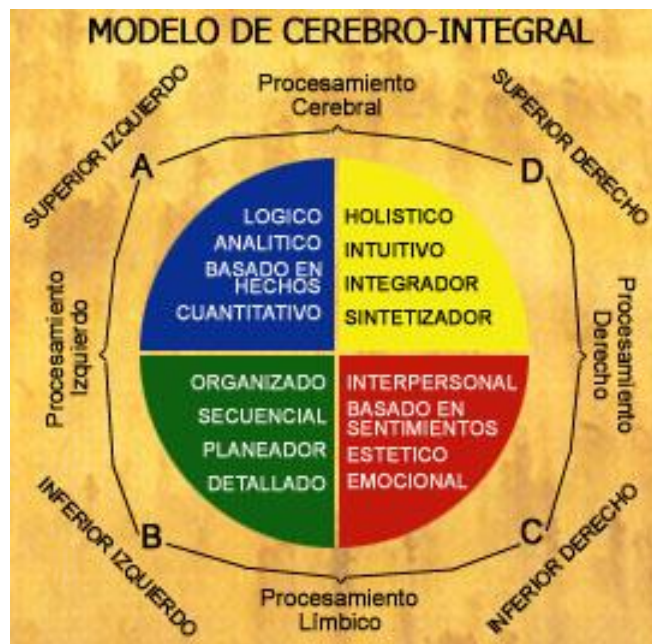 MODELO DE CEREBRO-INTEGRAL
Procesamiento
Cerebral
SUPERIOR IZQUIERDO
SUPERIOR DERECHO
A
D
LOGICO
ANALITICO
BASADO EN
HECHOS
CUANTITATIVO
HOLISTICO
INTUITIVO
INTEGRADOR
SINTETIZADOR
Procesamiento
Izquierdo
Procesamiento
Derecho
ORGANIZADO
SECUENCIAL
PLANEADOR
DETALLADO
INTERPERSONAL
BASADO EN
SENTIMIENTOS
ESTETICO
EMOCIONAL
B
C
INFERIOR IZQUIERDO
INFERIOR DERECHO
Procesamiento
Límbico